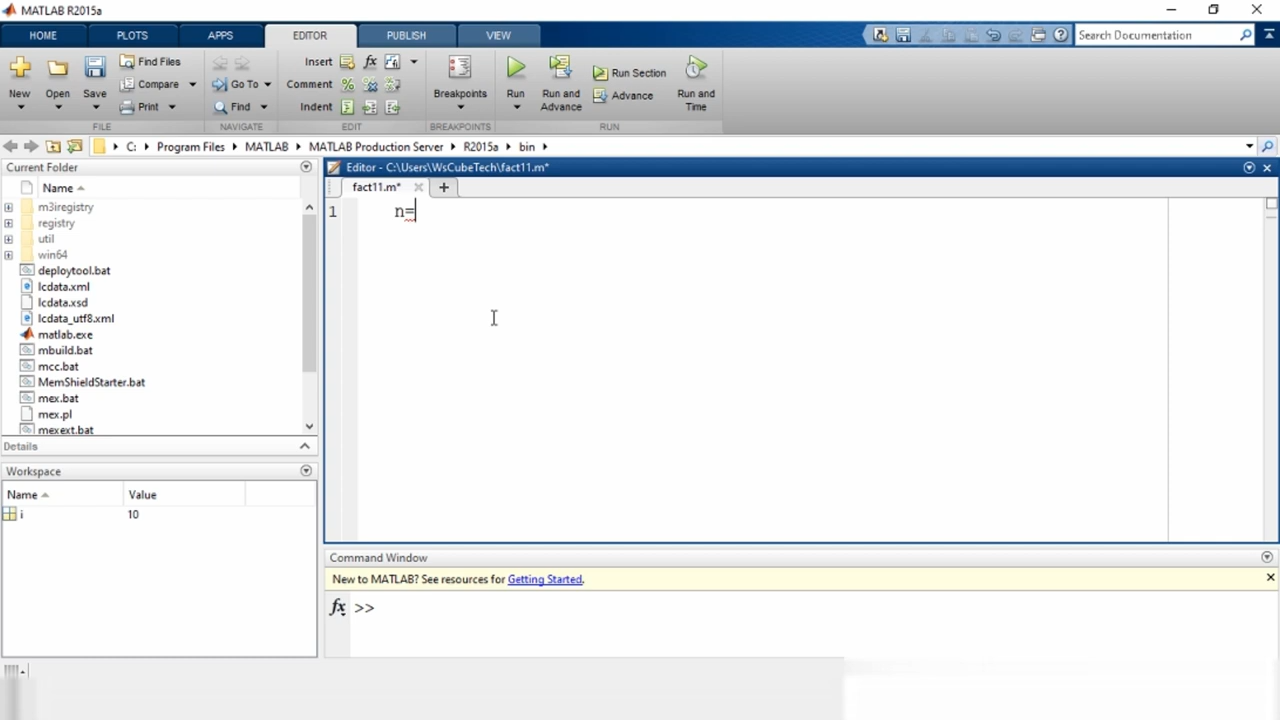 MATLAB R2015a
HOME PLOTS APPS EDITOR PUBLISH VIEW
Search Documentation
New Open Save Find Files Compare Print
Go To Find
Insert Comment Indent
fx
Breakpoints
Run Run and Advance Run Section Advance Run and Time
FILE NAVIGATE EDIT BREAKPOINTS RUN
C: Program Files MATLAB MATLAB Production Server R2015a bin
Current Folder
Name
m3iregistry
registry
util
win64
deploytool.bat
lcdata.xml
lcdata.xsd
lcdata_utf8.xml
matlab.exe
mbuild.bat
mcc.bat
MemShieldStarter.bat
mex.bat
mex.pl
mexext.bat
Details
Workspace
Name Value
i 10
Editor - C:\Users\WsCubeTech\fact11.m*
fact11.m*
1 n=
Command Window
New to MATLAB? See resources for Getting Started.
fx >>